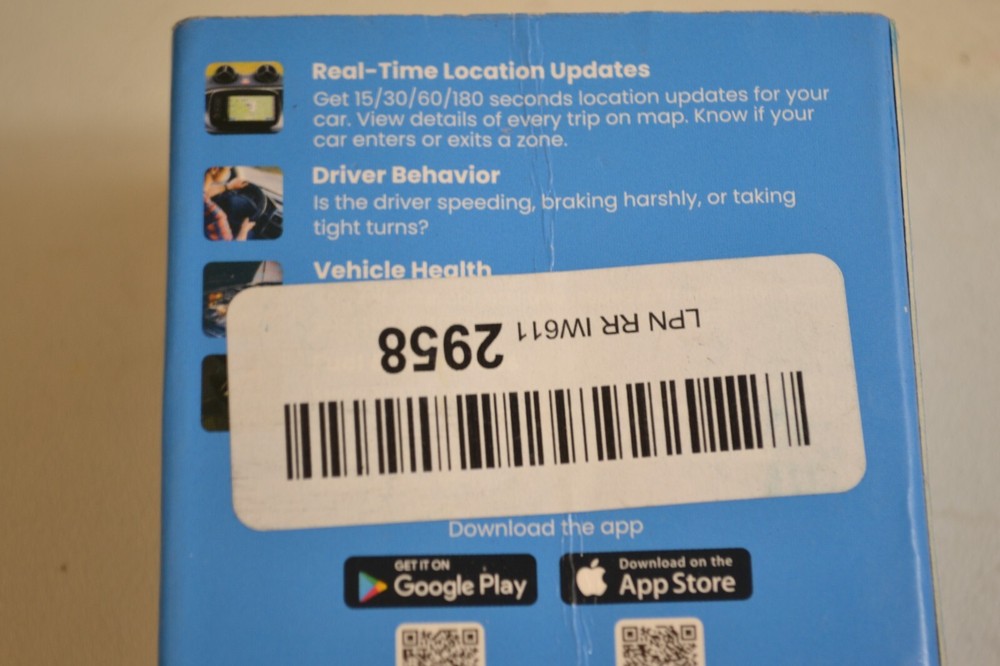 Real-Time Location Updates
Get 15/30/60/180 seconds location updates for your
car. View details of every trip on map. Know if your
car enters or exits a zone.
Driver Behavior
Is the driver speeding, braking harshly, or taking
tight turns?
Vehicle Health
LPN RR IW611 2958
Download the app
GET IT ON
Google Play
Download on the
App Store